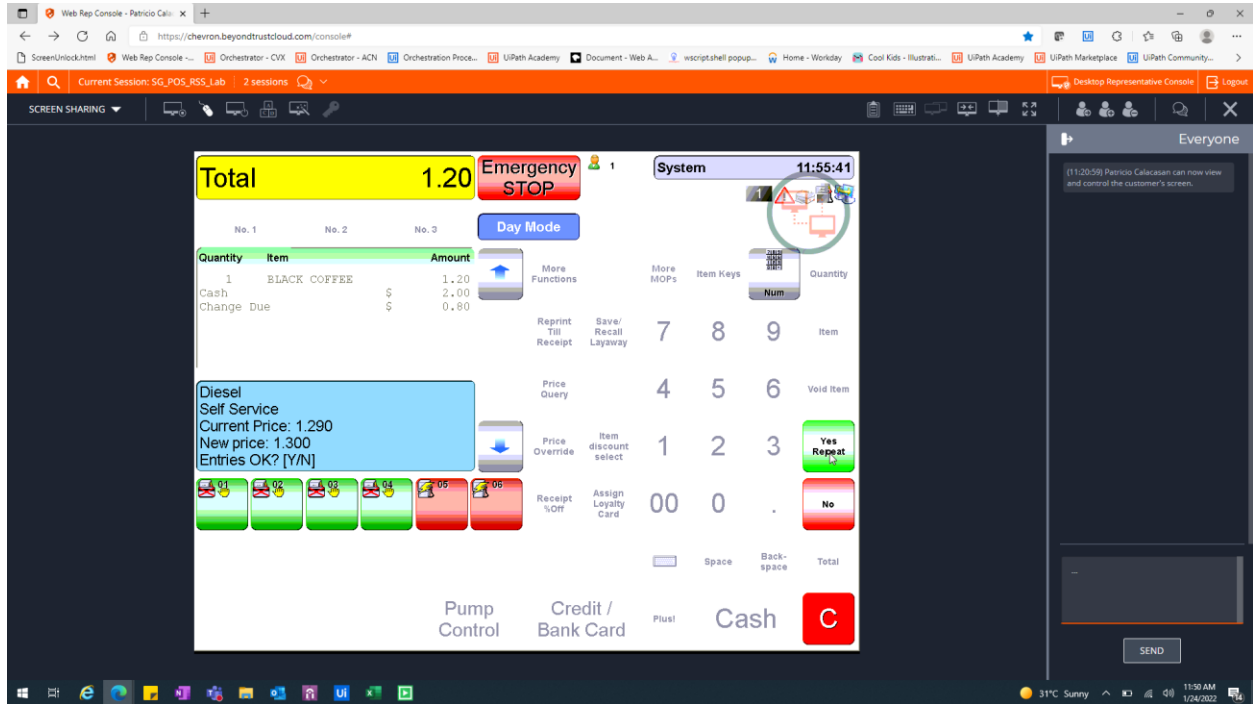 Web Rep Console - Patricio Cala
https://chevron.beyondtrustcloud.com/console#
ScreenUnlock.html
Web Rep Console -...
Orchestrator - CVX
Orchestrator - ACN
Orchestration Proce...
UiPath Academy
Document - Web A...
wscript.shell popup...
Home - Workday
Cool Kids - Illustrati...
UiPath Academy
UiPath Marketplace
UiPath Community...
Current Session: SG_POS_RSS_Lab
2 sessions
Desktop Representative Console
Logout
SCREEN SHARING
Everyone
(11:20:59) Patricio Calacasan can now view
and control the customer's screen.
Total 1.20
Emergency
STOP
1
System 11:55:41
1
No. 1 No. 2 No. 3
Day Mode
Quantity Item Amount
1 BLACK COFFEE 1.20
Cash $ 2.00
Change Due $ 0.80
More
Functions
More
MOPs
Item Keys
Num
Quantity
Reprint
Till
Receipt
Save/
Recall
Layaway
7 8 9
Item
Diesel
Self Service
Current Price: 1.290
New price: 1.300
Entries OK? [Y/N]
Price
Query
4 5 6
Void Item
Price
Override
Item
discount
select
1 2 3
Yes
Repeat
01 02 03 04 05 06
Receipt
%Off
Assign
Loyalty
Card
00 0 .
No
Space
Back-
space
Total
Pump
Control
Credit /
Bank Card
Plus!
Cash
C
SEND
31°C Sunny
11:50 AM
1/24/2022